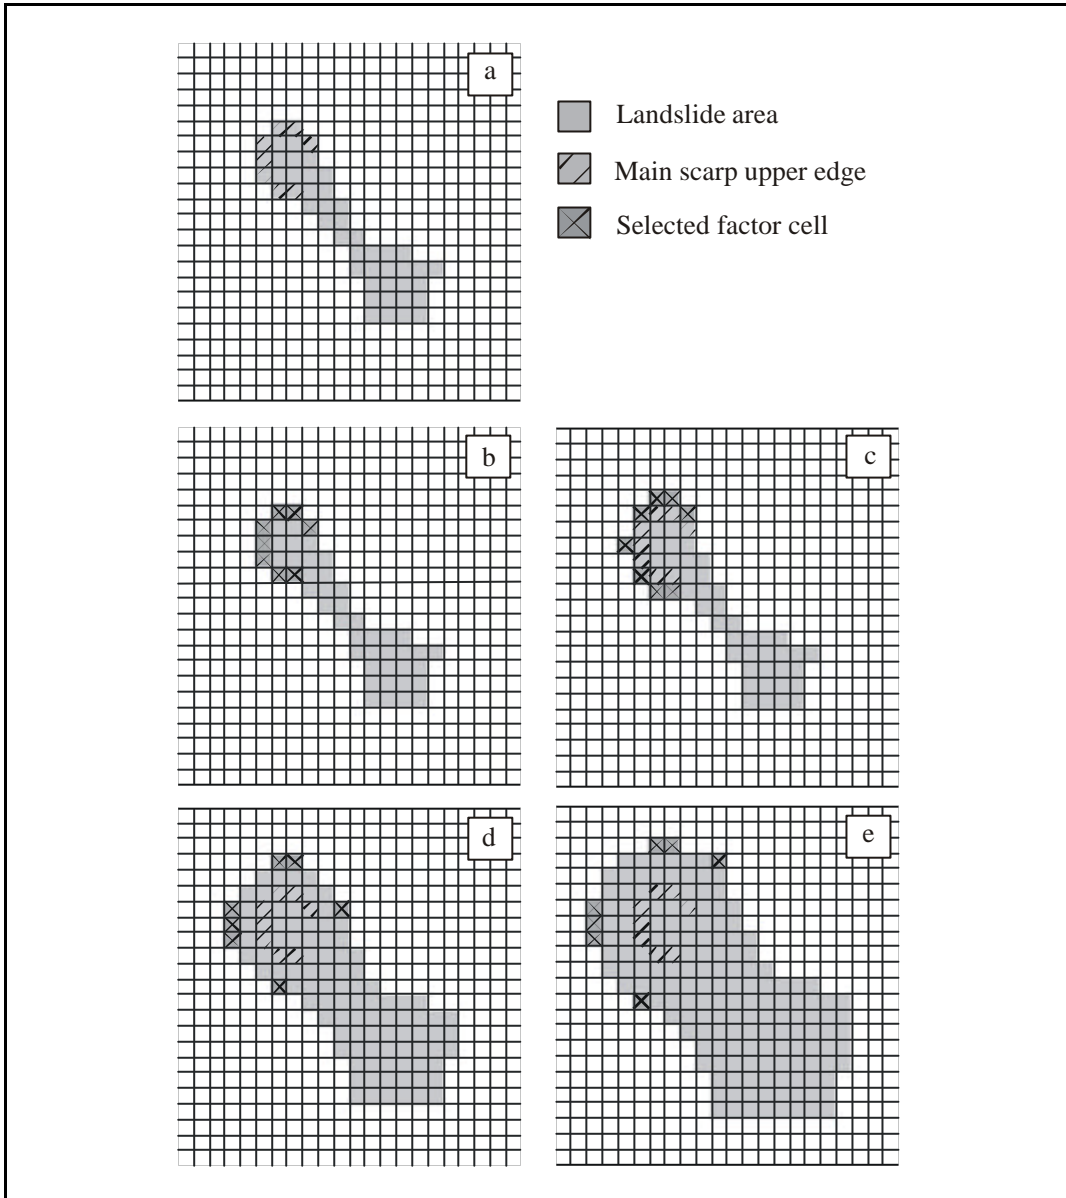 a
Landslide area
Main scarp upper edge
Selected factor cell
b
c
d
e